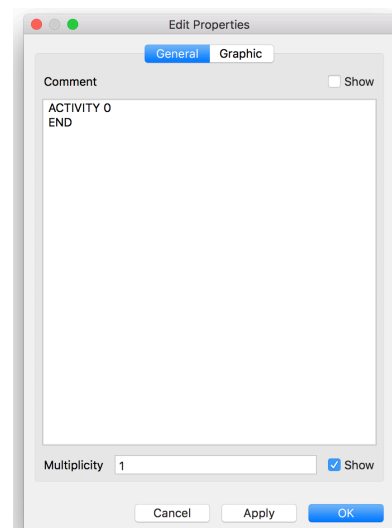 Edit Properties
General Graphic
Comment Show
ACTIVITY 0
END
Multiplicity 1 Show
Cancel Apply OK